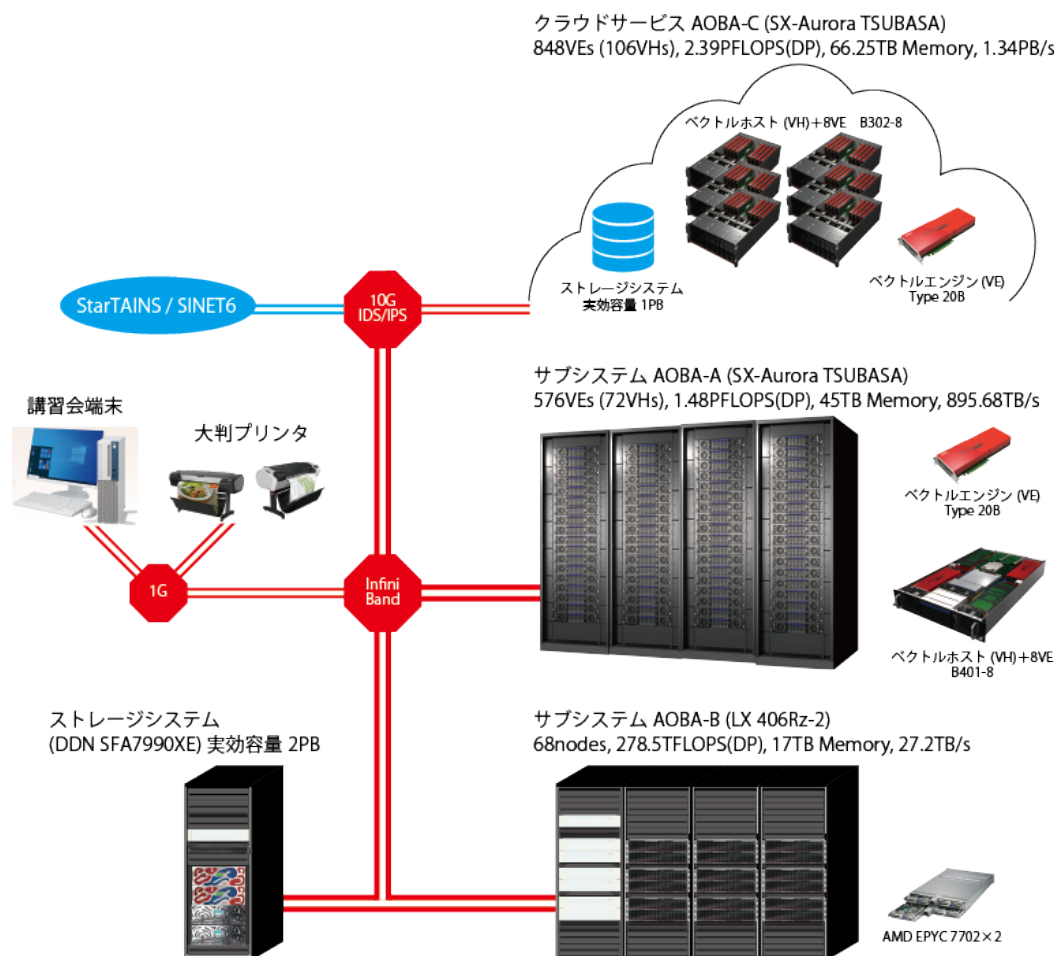 クラウドサービス AOBA-C (SX-Aurora TSUBASA)
848VEs (106VHs), 2.39PFLOPS(DP), 66.25TB Memory, 1.34PB/s
ベクトルホスト (VH)+8VE B302-8
ストレージシステム
実効容量 1PB
ベクトルエンジン (VE)
Type 20B
StarTAINS / SINET6
10G
IDS/IPS
サブシステム AOBA-A (SX-Aurora TSUBASA)
576VEs (72VHs), 1.48PFLOPS(DP), 45TB Memory, 895.68TB/s
講習会端末
大判プリンタ
ベクトルエンジン (VE)
Type 20B
1G
Infini
Band
ベクトルホスト (VH)+8VE
B401-8
ストレージシステム
(DDN SFA7990XE) 実効容量 2PB
サブシステム AOBA-B (LX 406Rz-2)
68nodes, 278.5TFLOPS(DP), 17TB Memory, 27.2TB/s
AMD EPYC 7702×2